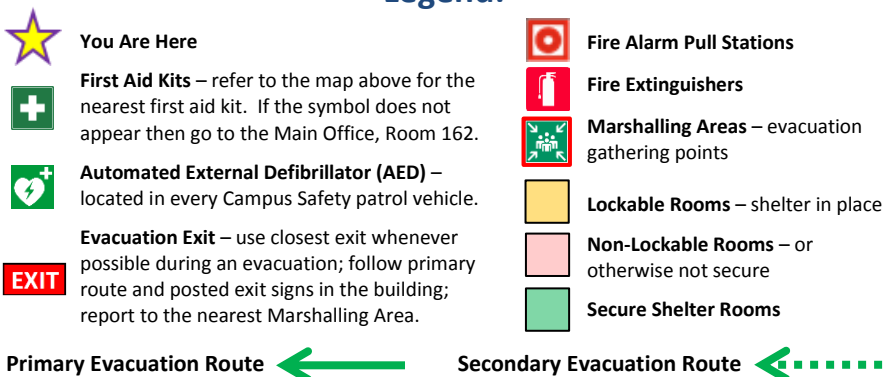 Legend:
You Are Here
First Aid Kits – refer to the map above for the
nearest first aid kit. If the symbol does not
appear then go to the Main Office, Room 162.
Automated External Defibrillator (AED) –
located in every Campus Safety patrol vehicle.
EXIT
Evacuation Exit – use closest exit whenever
possible during an evacuation; follow primary
route and posted exit signs in the building;
report to the nearest Marshalling Area.
Fire Alarm Pull Stations
Fire Extinguishers
Marshalling Areas – evacuation
gathering points
Lockable Rooms – shelter in place
Non-Lockable Rooms – or
otherwise not secure
Secure Shelter Rooms
Primary Evacuation Route
Secondary Evacuation Route